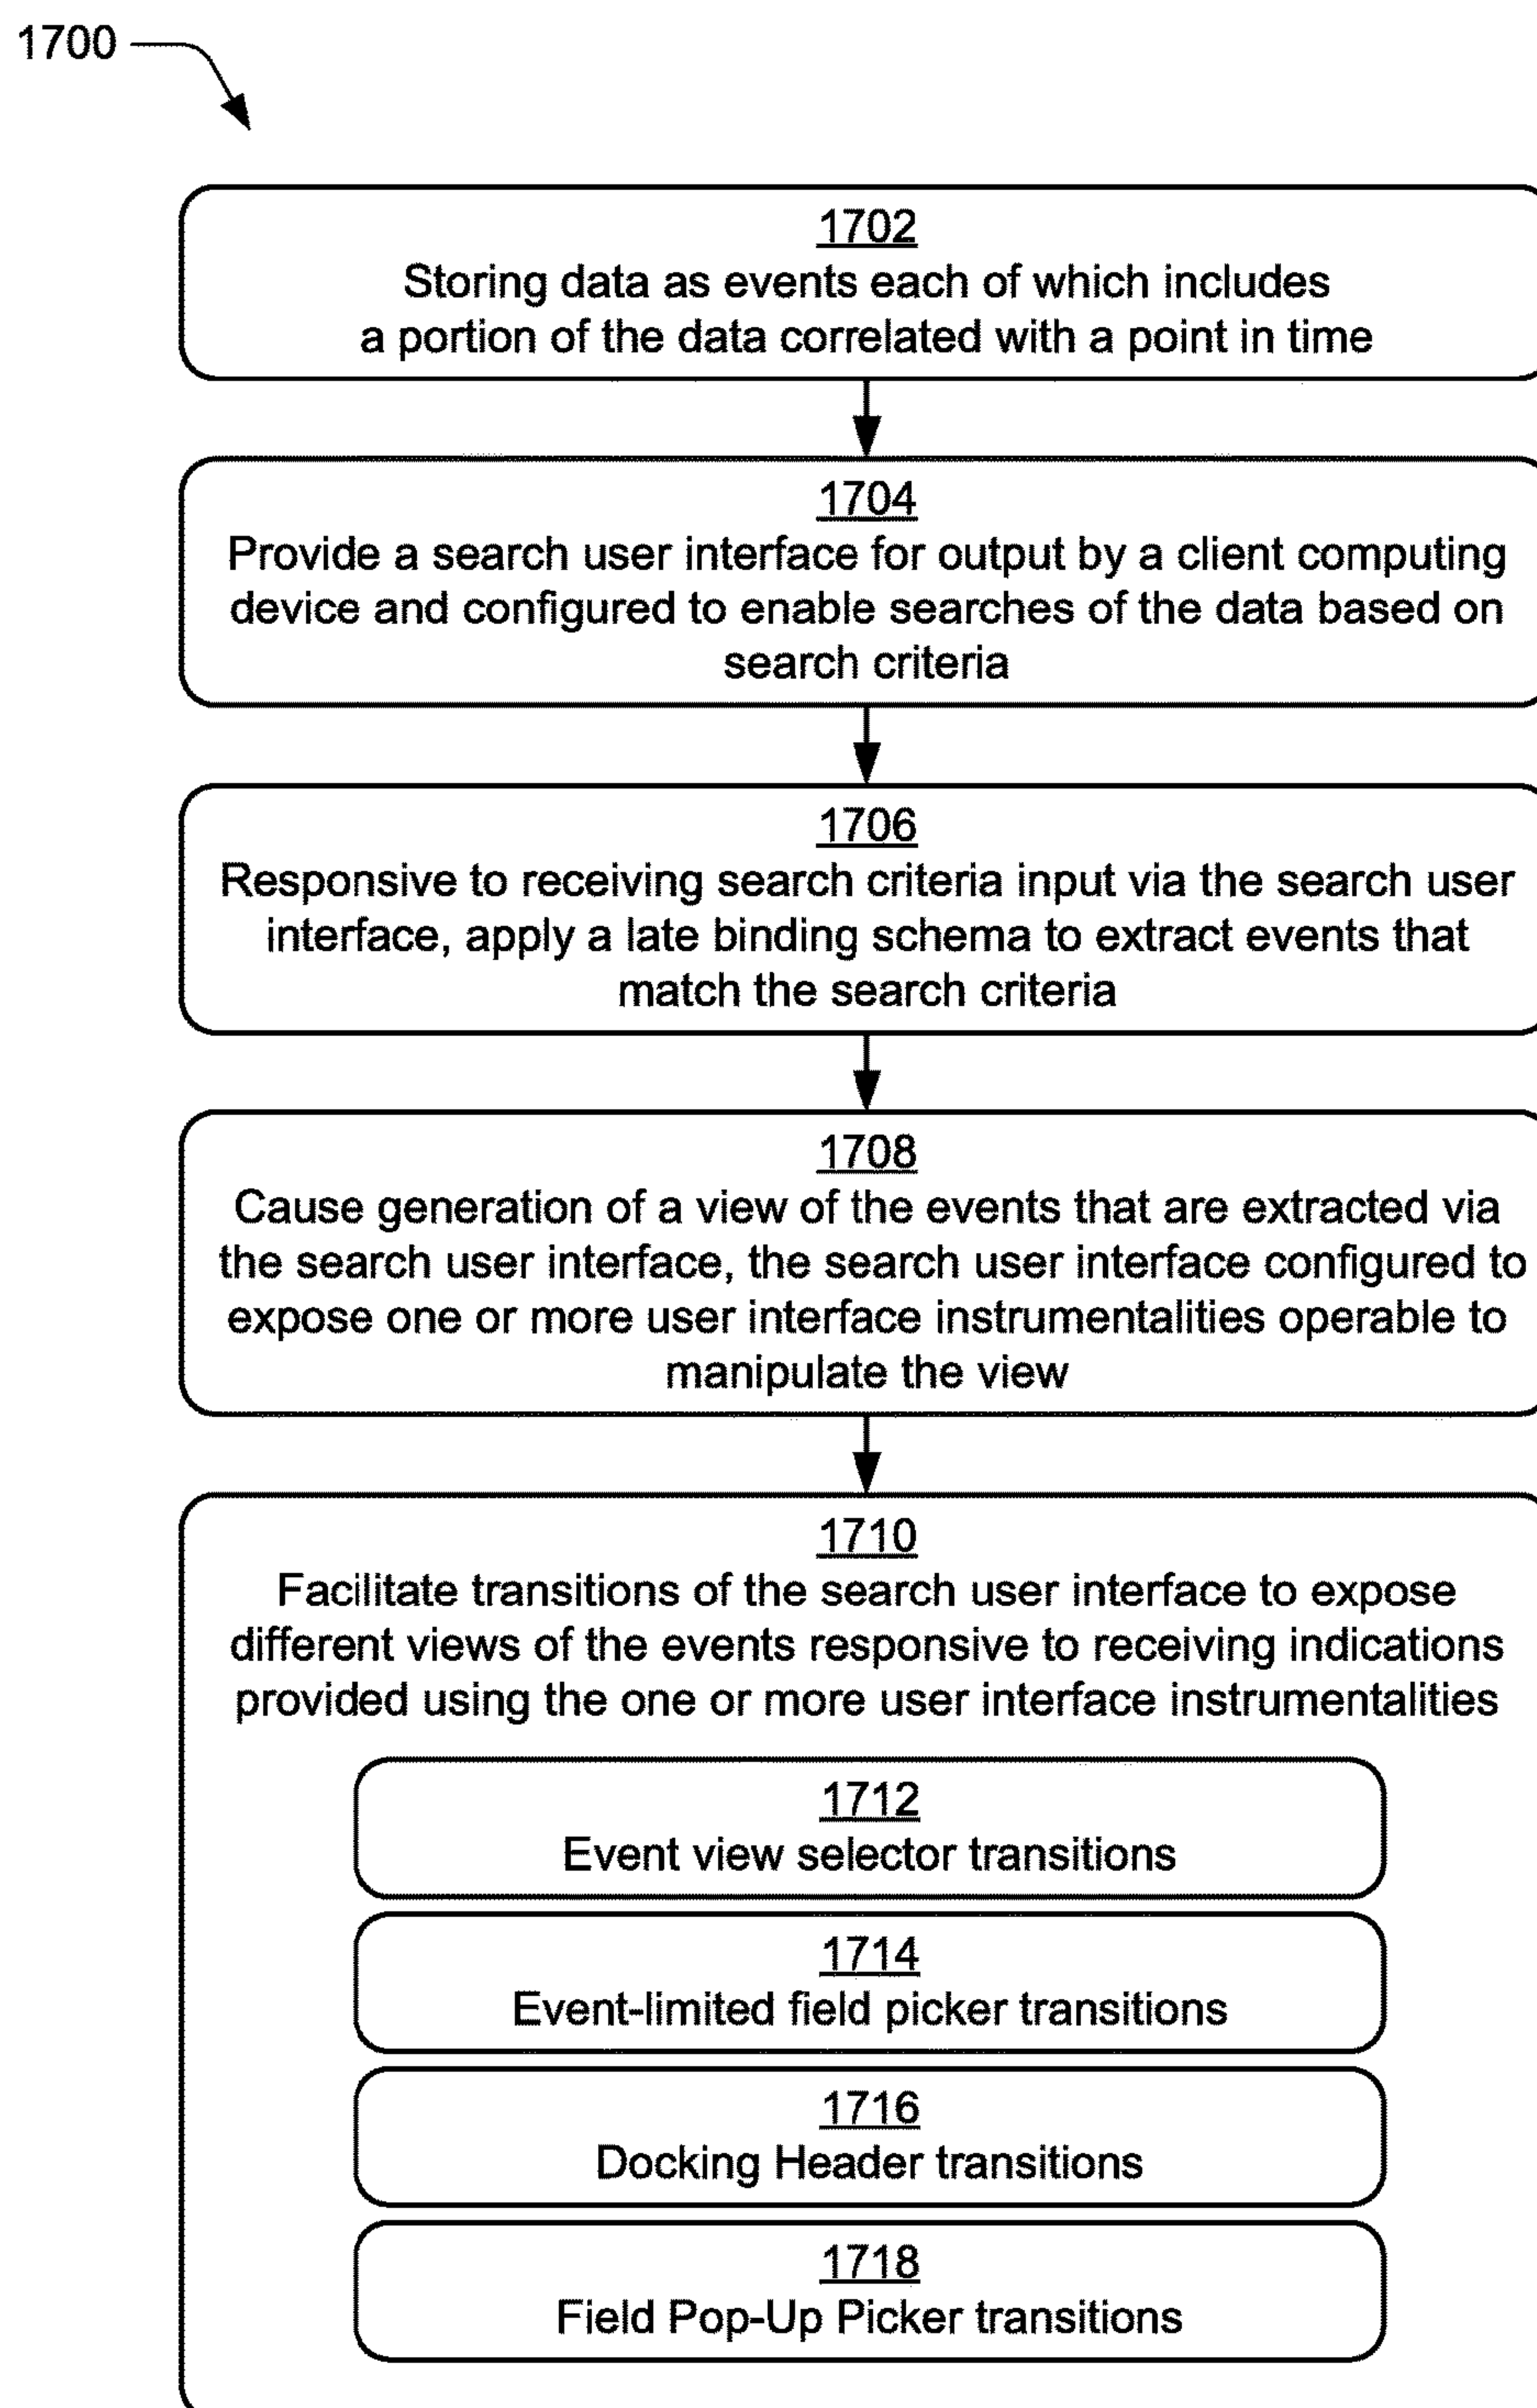 1700
1702
Storing data as events each of which includes
a portion of the data correlated with a point in time
1704
Provide a search user interface for output by a client computing
device and configured to enable searches of the data based on
search criteria
1706
Responsive to receiving search criteria input via the search user
interface, apply a late binding schema to extract events that
match the search criteria
1708
Cause generation of a view of the events that are extracted via
the search user interface, the search user interface configured to
expose one or more user interface instrumentalities operable to
manipulate the view
1710
Facilitate transitions of the search user interface to expose
different views of the events responsive to receiving indications
provided using the one or more user interface instrumentalities
1712
Event view selector transitions
1714
Event-limited field picker transitions
1716
Docking Header transitions
1718
Field Pop-Up Picker transitions